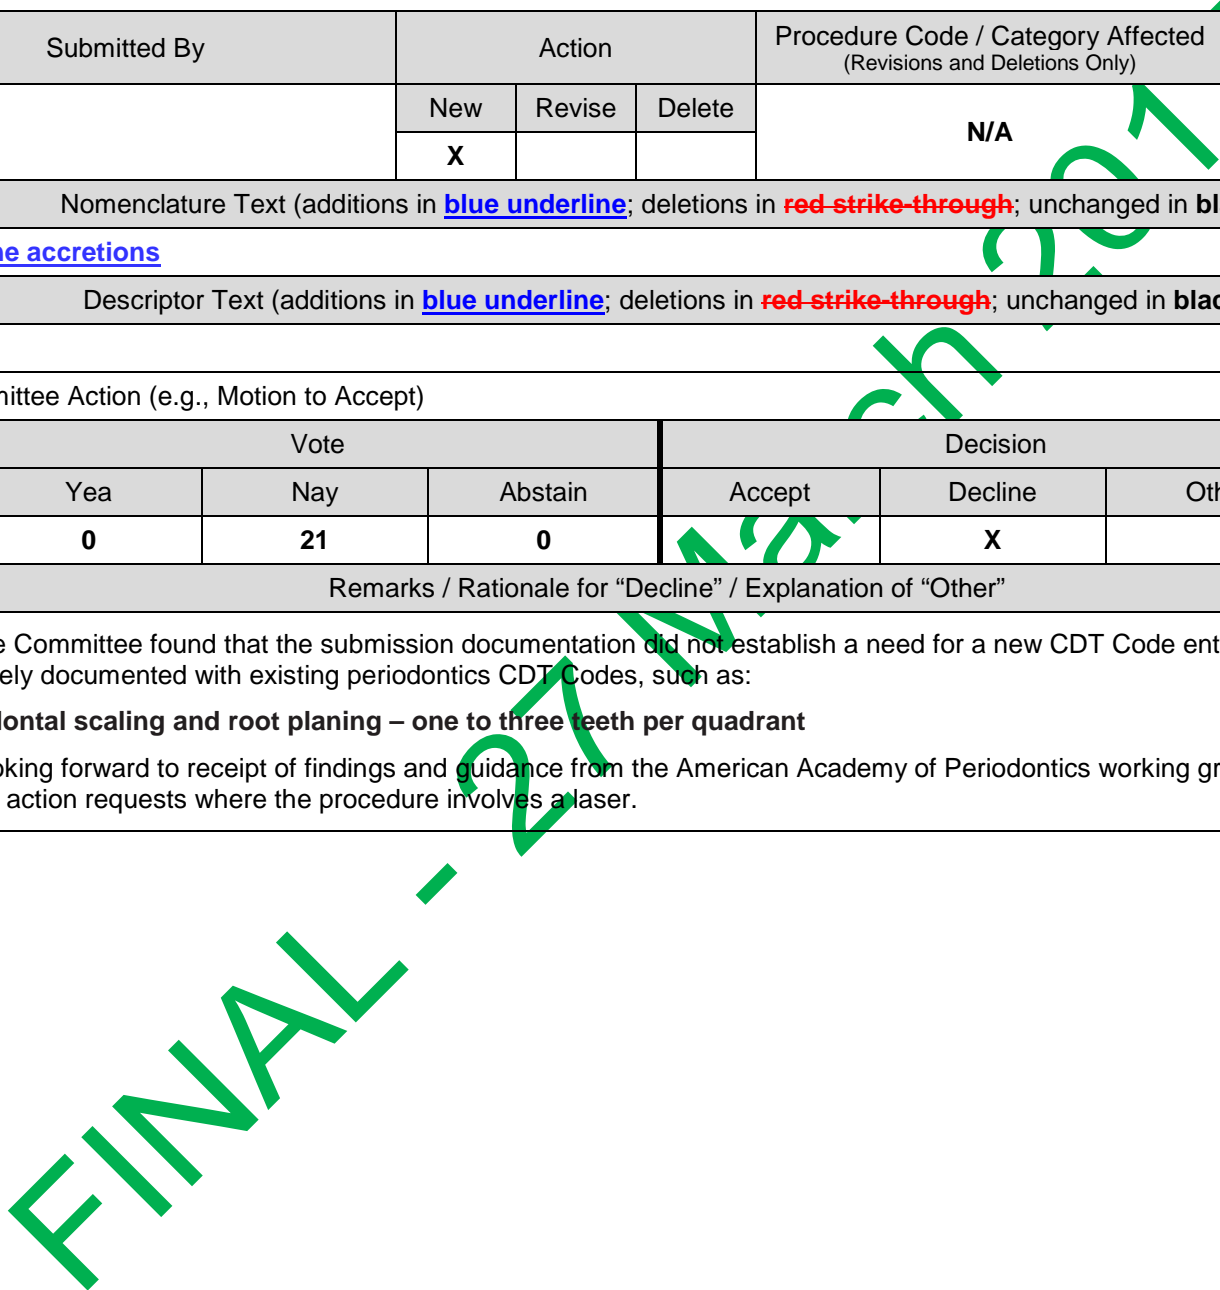 Submitted By Action Procedure Code / Category Affected
(Revisions and Deletions Only)
New Revise Delete N/A
X
Nomenclature Text (additions in blue underline; deletions in red strike-through; unchanged in
accretions
Descriptor Text (additions in blue underline; deletions in red strike-through; unchanged in
Action (e.g., Motion to Accept)
Vote Decision
Yea Nay Abstain Accept Decline
0 21 0 X
Remarks / Rationale for “Decline” / Explanation of “Other”
Committee found that the submission documentation did not establish a need for a new CDT Code
documented with existing periodontics CDT Codes, such as:
scaling and root planing – one to three teeth per quadrant
forward to receipt of findings and guidance from the American Academy of Periodontics working
action requests where the procedure involves a laser.
FINAL - 27 March 201